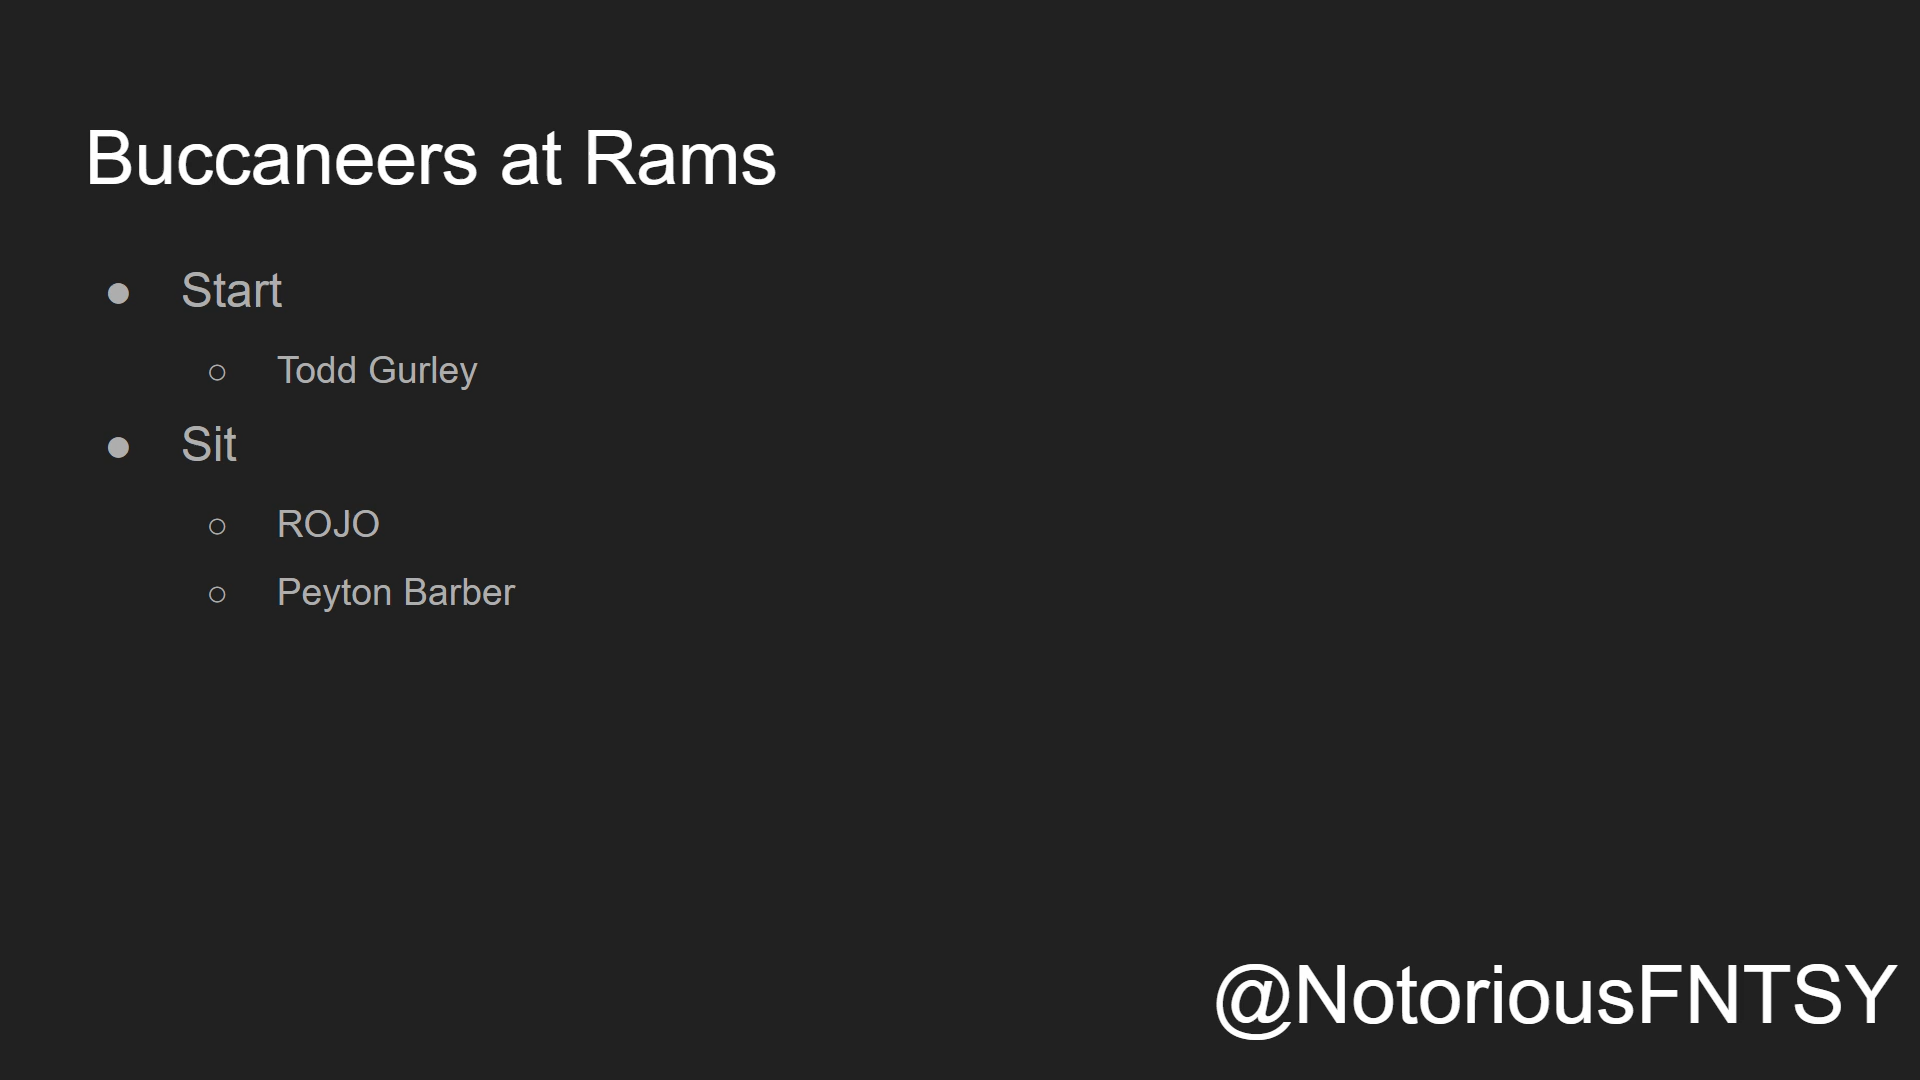 Buccaneers at Rams
● Start
○ Todd Gurley
● Sit
○ ROJO
○ Peyton Barber
@NotoriousFNTSY